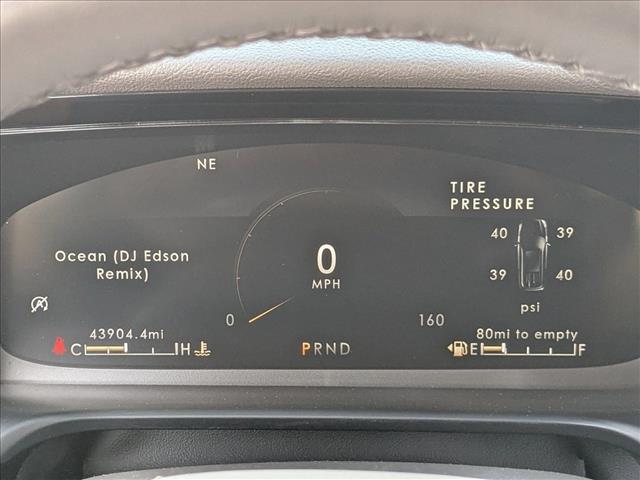 NE
TIRE
PRESSURE
40 39
39 40
psi
Ocean (DJ Edson
Remix)
0
MPH
0 160
43904.4mi
C H
PRND
80mi to empty
E F